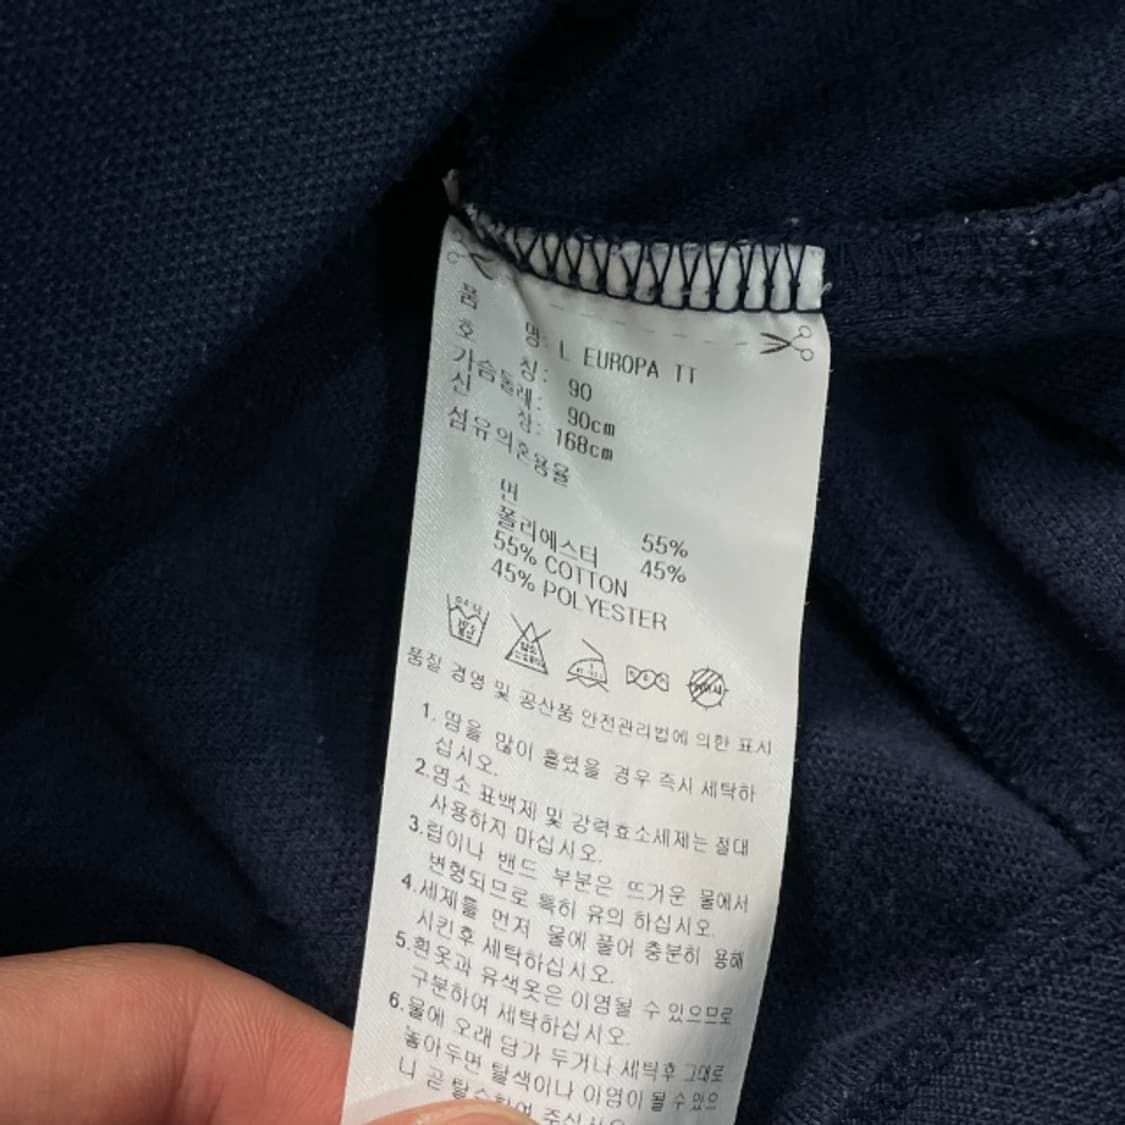 품 명: L EUROPA TT
호 칭: 90
가슴둘레: 90cm
신 장: 168cm
섬유의혼용율
면 55%
폴리에스터 45%
55% COTTON
45% POLYESTER
품질 경영 및 공산품 안전관리법에 의한 표시
1. 땀을 많이 흘렸을 경우 즉시 세탁하
십시오.
2.염소 표백제 및 강력효소세제는 절대
사용하지 마십시오.
3.립이나 밴드 부분은 뜨거운 물에서
변형되므로 특히 유의 하십시오.
4.세제를 먼저 물에 풀어 충분히 용해
시킨후 세탁하십시오.
5.흰옷과 유색옷은 이염될 수 있으므로
구분하여 세탁하십시오.
6.물에 오래 담가 두거나 세탁후 그대로
놓아두면 탈색이나 이염이 될 수 있으
니 곧 탈수하여 주십시오